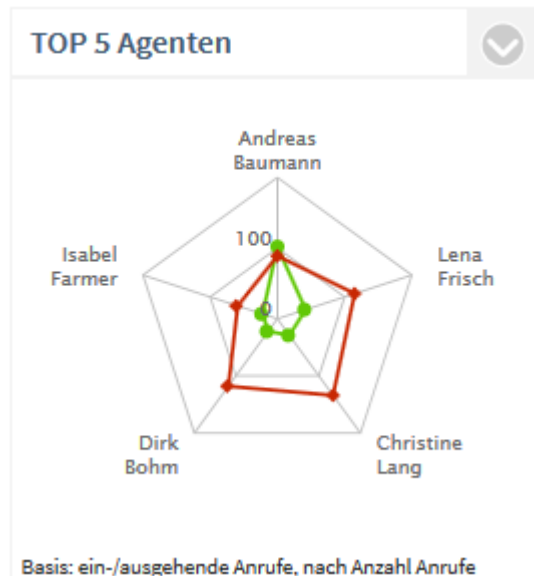 TOP 5 Agenten
Andreas
Baumann
100
Isabel
Farmer
Lena
Frisch
0
Dirk
Bohm
Christine
Lang
Basis: ein-/ausgehende Anrufe, nach Anzahl Anrufe